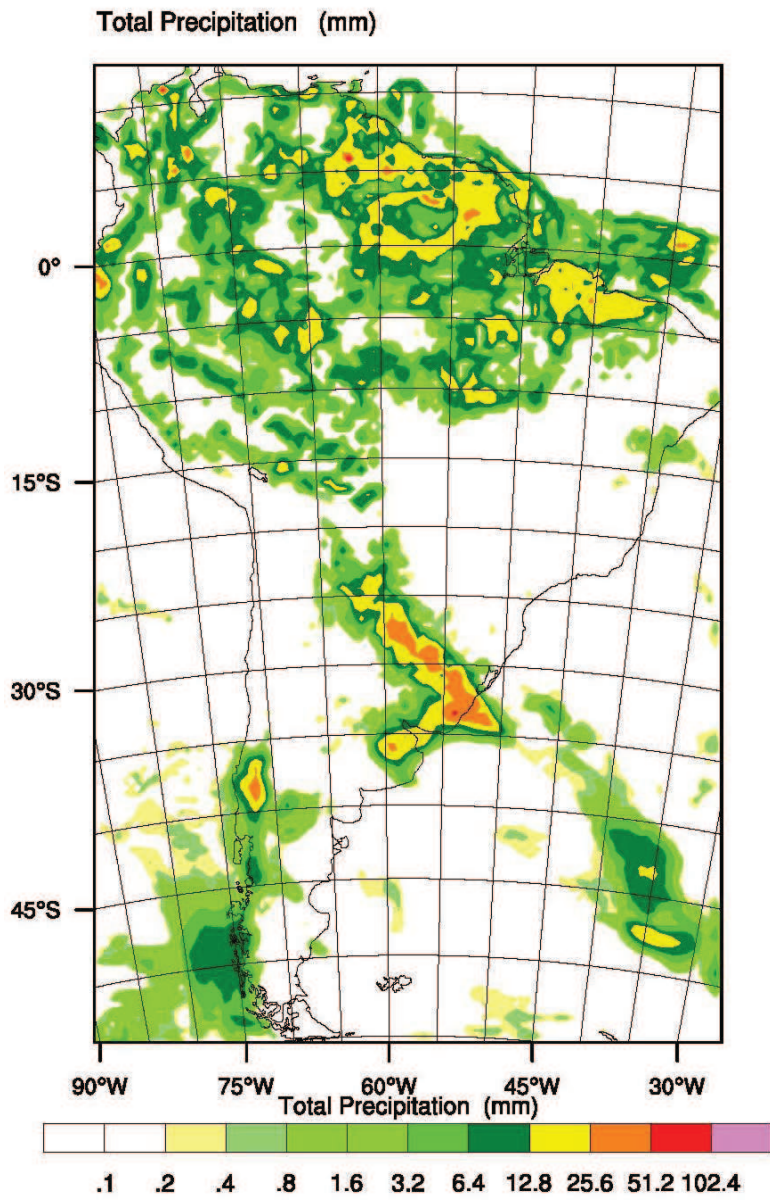 Total Precipitation (mm)
0°
15°S
30°S
45°S
90°W 75°W 60°W 45°W 30°W
Total Precipitation (mm)
.1 .2 .4 .8 1.6 3.2 6.4 12.8 25.6 51.2 102.4